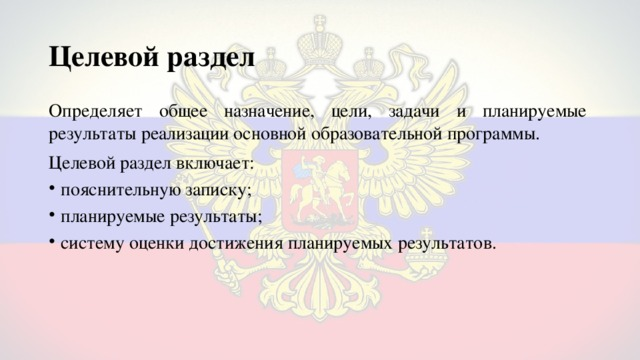 Целевой раздел
Определяет общее назначение, цели, задачи и планируемые
результаты реализации основной образовательной программы.
Целевой раздел включает:
• пояснительную записку;
• планируемые результаты;
• систему оценки достижения планируемых результатов.